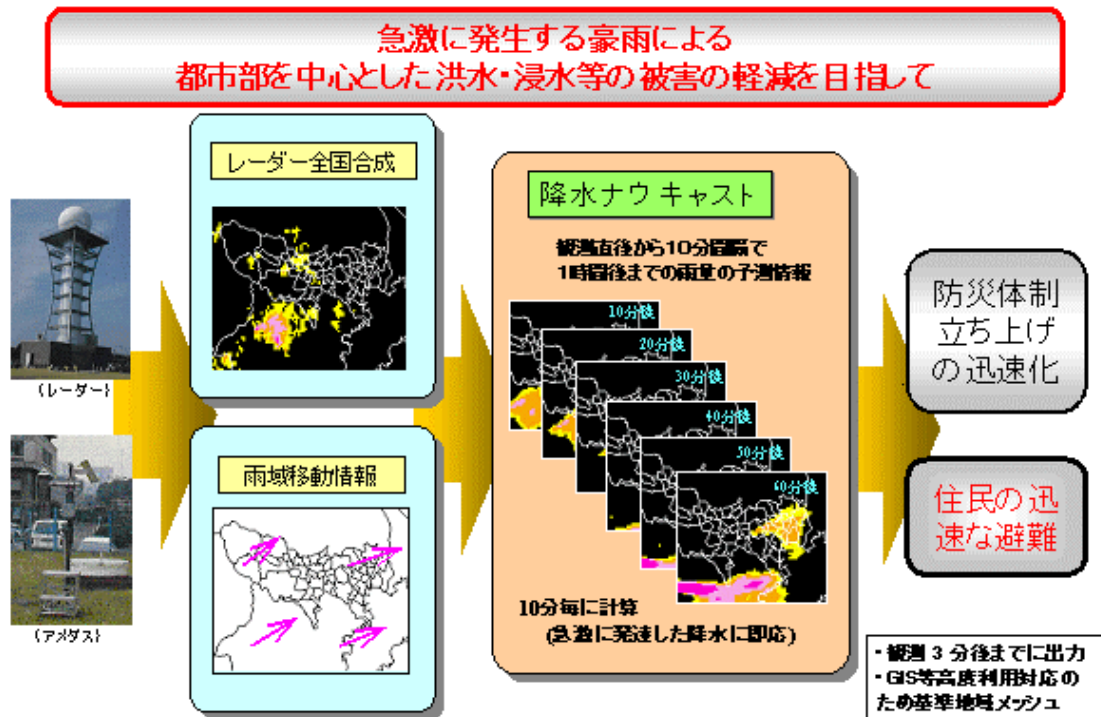 急激に発生する豪雨による
都市部を中心とした洪水・浸水等の被害の軽減を目指して
レーダー全国合成
(レーダー)
雨域移動情報
(アメダス)
降水ナウキャスト
観測直後から10分間隔で
1時間後までの雨量の予測情報
10分後
20分後
30分後
40分後
50分後
60分後
10分毎に計算
(急激に発達した降水に即応)
防災体制
立ち上げ
の迅速化
住民の迅
速な避難
・観測3分後までに出力
・GIS等高度利用対応の
ため基準地域メッシュ